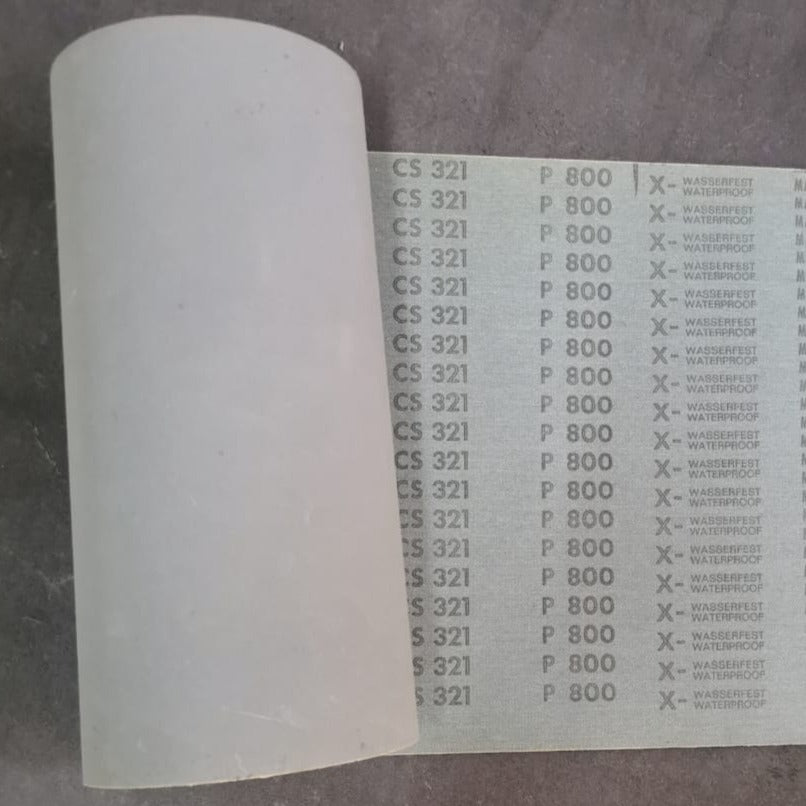 CS 321 P 800 X- WASSERFEST
WATERPROOF
CS 321 P 800 X- WASSERFEST
WATERPROOF
CS 321 P 800 X- WASSERFEST
WATERPROOF
CS 321 P 800 X- WASSERFEST
WATERPROOF
CS 321 P 800 X- WASSERFEST
WATERPROOF
CS 321 P 800 X- WASSERFEST
WATERPROOF
CS 321 P 800 X- WASSERFEST
WATERPROOF
CS 321 P 800 X- WASSERFEST
WATERPROOF
CS 321 P 800 X- WASSERFEST
WATERPROOF
CS 321 P 800 X- WASSERFEST
WATERPROOF
CS 321 P 800 X- WASSERFEST
WATERPROOF
CS 321 P 800 X- WASSERFEST
WATERPROOF
CS 321 P 800 X- WASSERFEST
WATERPROOF
CS 321 P 800 X- WASSERFEST
WATERPROOF
CS 321 P 800 X- WASSERFEST
WATERPROOF
CS 321 P 800 X- WASSERFEST
WATERPROOF
S 321 P 800 X- WASSERFEST
WATERPROOF
S 321 P 800 X- WASSERFEST
WATERPROOF
S 321 P 800 X- WASSERFEST
WATERPROOF